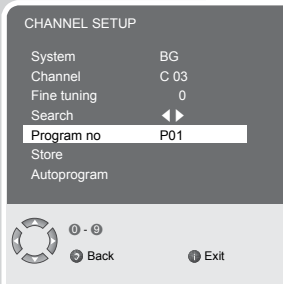 CHANNEL SETUP
System BG
Channel C 03
Fine tuning 0
Search
Program no P01
Store
Autoprogram
0 - 9
Back i Exit